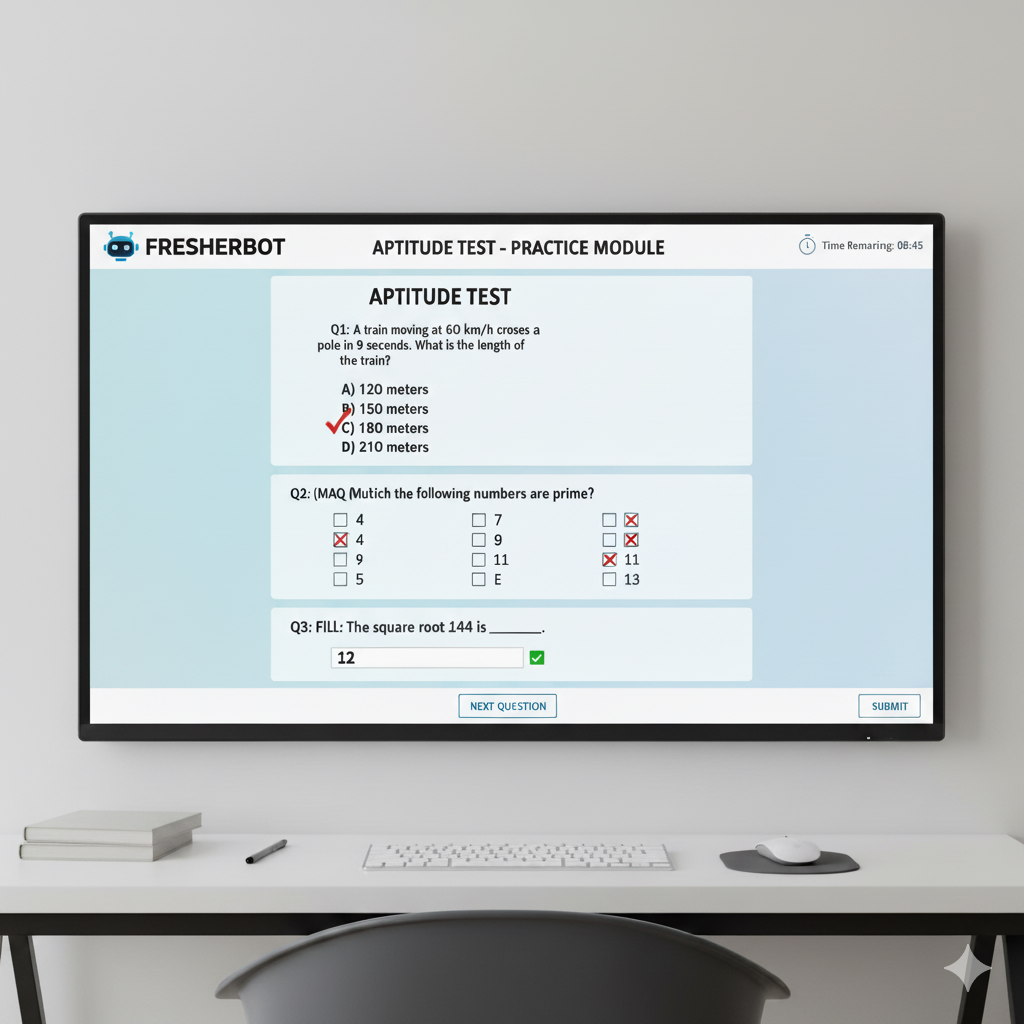 FRESHERBOT
APTITUDE TEST - PRACTICE MODULE
Time Remaring: 08:45
APTITUDE TEST
Q1: A train moving at 60 km/h croses a
pole in 9 secends. What is the length of
the train?
A) 120 meters
B) 150 meters
C) 180 meters
D) 210 meters
Q2: (MAQ (Mutich the following numbers are prime?
4 7
4 9
9 11 11
5 E 13
Q3: FILL: The square root 144 is ______.
12
NEXT QUESTION
SUBMIT